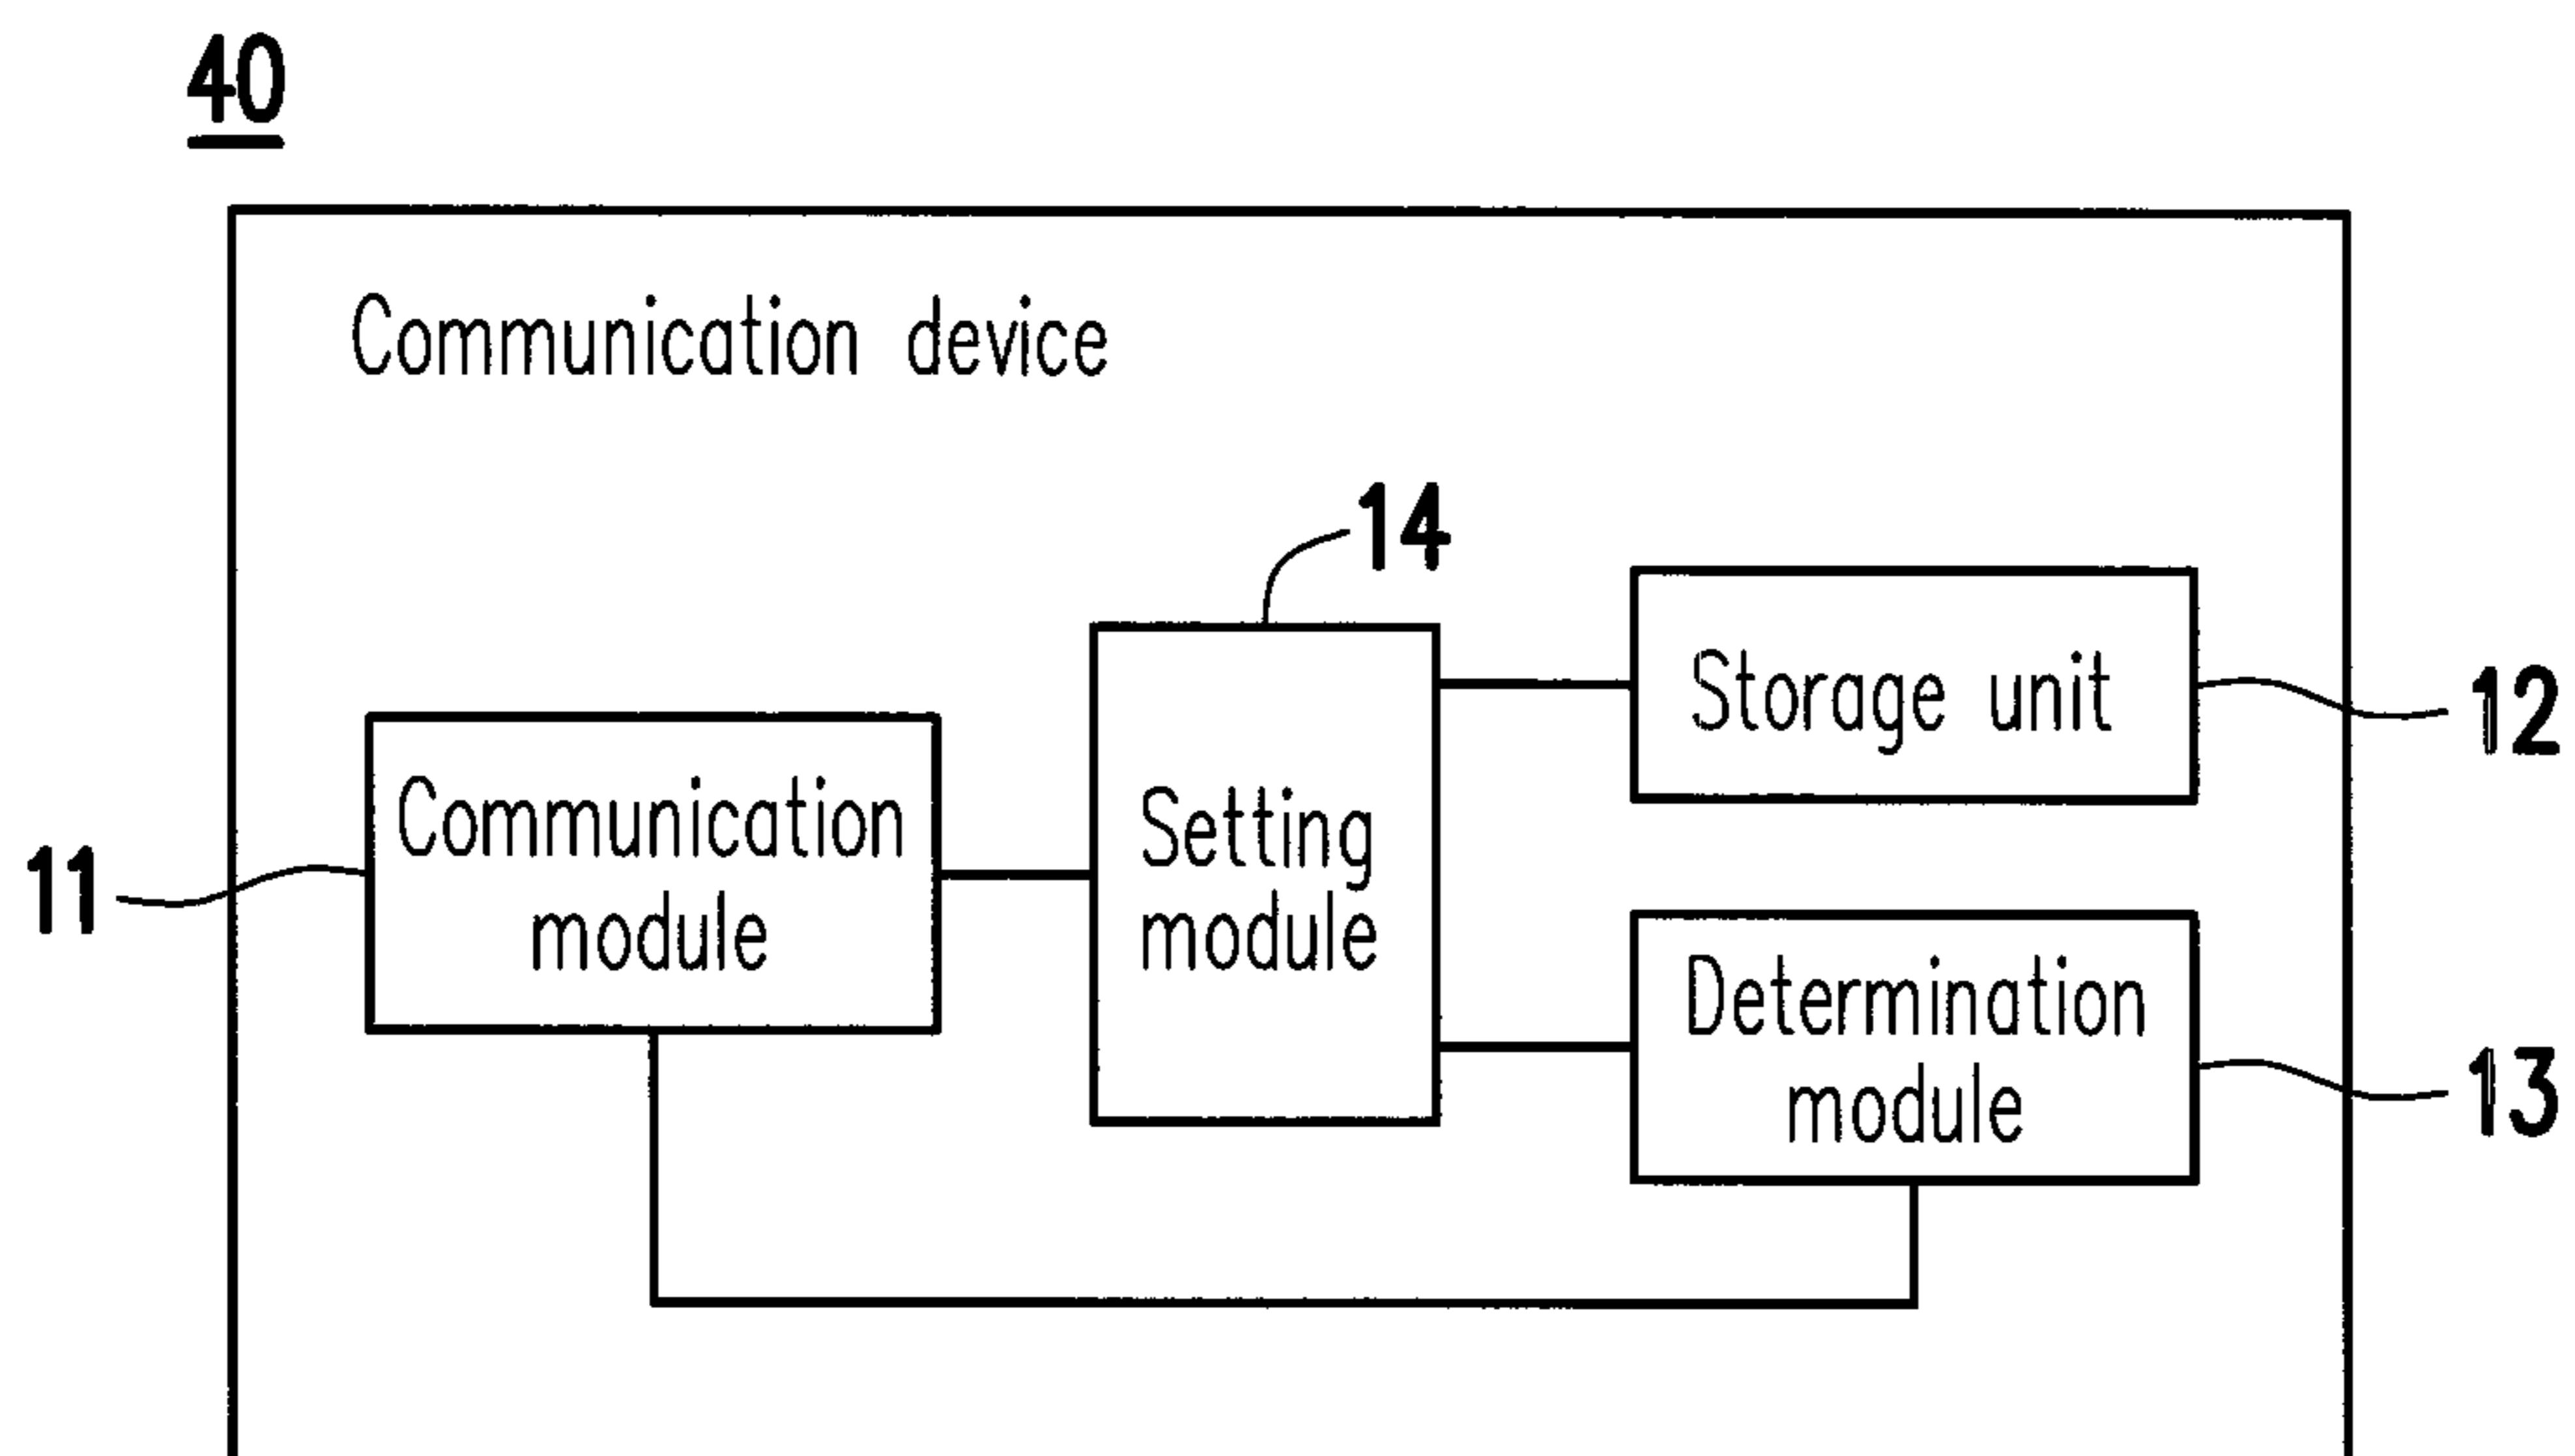 40
Communication device
14
Storage unit
12
Communication
module
11
Setting
module
Determination
module
13